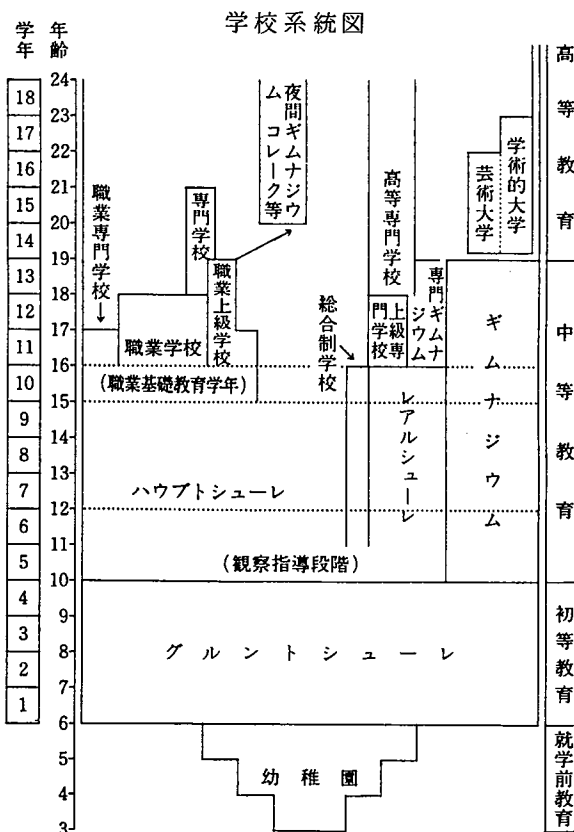 学校系統図
学年
年齢
18
17
16
15
14
13
12
11
10
9
8
7
6
5
4
3
2
1
24
23
22
21
20
19
18
17
16
15
14
13
12
11
10
9
8
7
6
5
4
3
高等教育
中等教育
初等教育
就学前教育
職業専門学校
職業学校
専門学校
職業上級学校
夜間ギムナジウ
ム コレーク等
(職業基礎教育学年)
ハウプトシューレ
総合制学校
高等専門学校
上級専
門学校
専門ギムナ
ジウム
レアルシューレ
ギムナジウム
芸術大学
学術的大学
(観察指導段階)
グルントシューレ
幼稚園